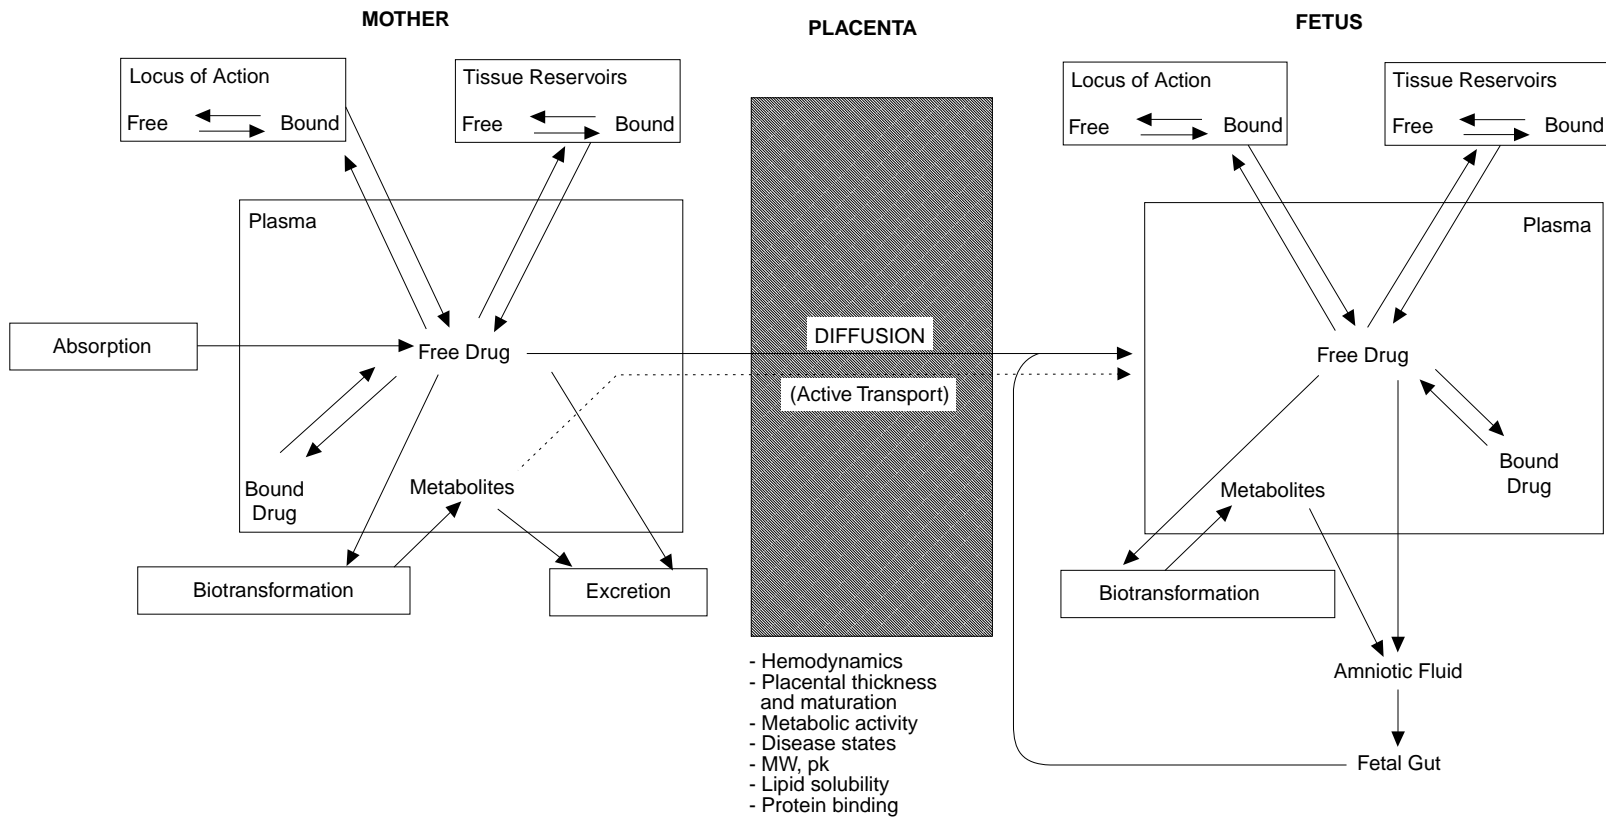 MOTHER
PLACENTA
FETUS
Locus of Action
Free Bound
Tissue Reservoirs
Free Bound
Locus of Action
Free Bound
Tissue Reservoirs
Free Bound
Plasma
Plasma
Absorption
Free Drug
DIFFUSION
(Active Transport)
Free Drug
Bound
Drug
Metabolites
Metabolites
Bound
Drug
Biotransformation
Excretion
Biotransformation
- Hemodynamics
- Placental thickness
and maturation
- Metabolic activity
- Disease states
- MW, pk
- Lipid solubility
- Protein binding
Amniotic Fluid
Fetal Gut